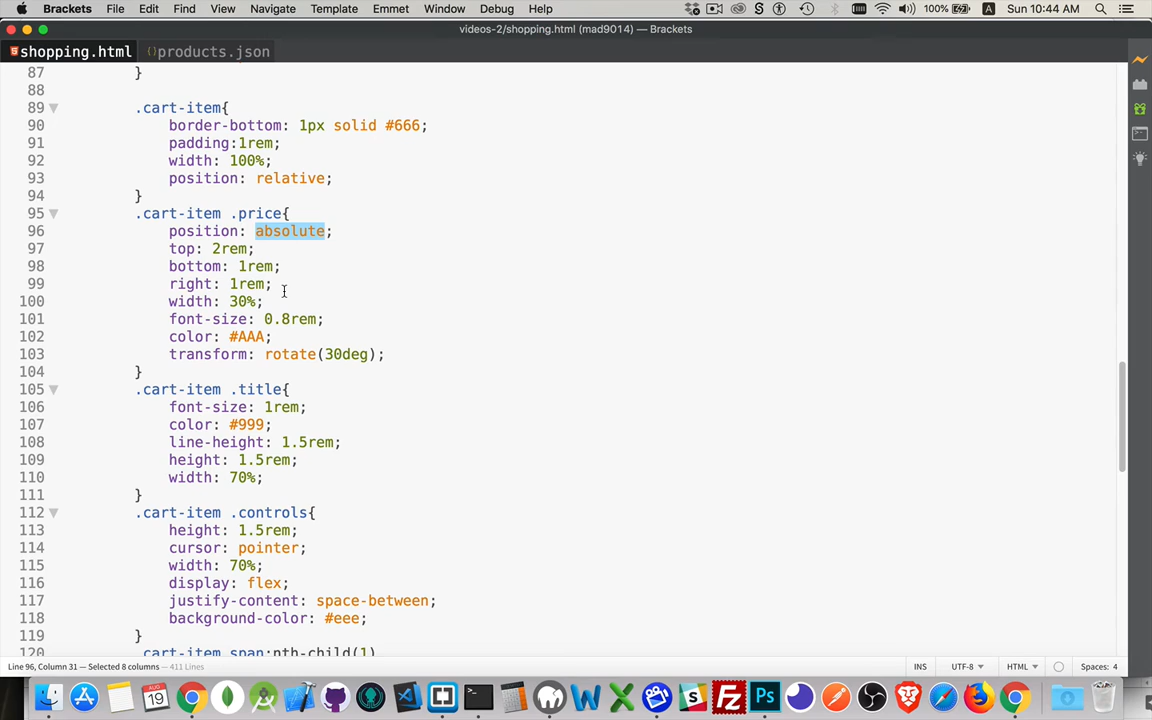 Brackets File Edit Find View Navigate Template Emmet Window Debug Help 100% A Sun 10:44 AM
videos-2/shopping.html (mad9014) — Brackets
shopping.html products.json
87 }
88
89 .cart-item{
90 border-bottom: 1px solid #666;
91 padding:1rem;
92 width: 100%;
93 position: relative;
94 }
95 .cart-item .price{
96 position: absolute;
97 top: 2rem;
98 bottom: 1rem;
99 right: 1rem;
100 width: 30%;
101 font-size: 0.8rem;
102 color: #AAA;
103 transform: rotate(30deg);
104 }
105 .cart-item .title{
106 font-size: 1rem;
107 color: #999;
108 line-height: 1.5rem;
109 height: 1.5rem;
110 width: 70%;
111 }
112 .cart-item .controls{
113 height: 1.5rem;
114 cursor: pointer;
115 width: 70%;
116 display: flex;
117 justify-content: space-between;
118 background-color: #eee;
119 }
120 .cart-item span:nth-child(1)
Line 96, Column 31 — Selected 8 columns — 411 Lines INS UTF-8 HTML Spaces: 4
AUG
19